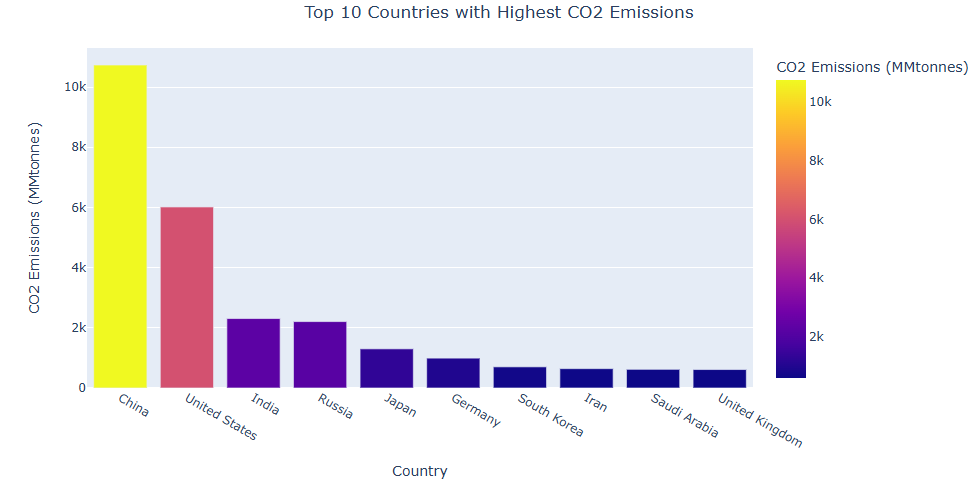 Top 10 Countries with Highest CO2 Emissions
CO2 Emissions (MMtonnes)
10k
8k
6k
4k
2k
0
China
United States
India
Russia
Japan
Germany
South Korea
Iran
Saudi Arabia
United Kingdom
Country
CO2 Emissions (MMtonnes)
10k
8k
6k
4k
2k